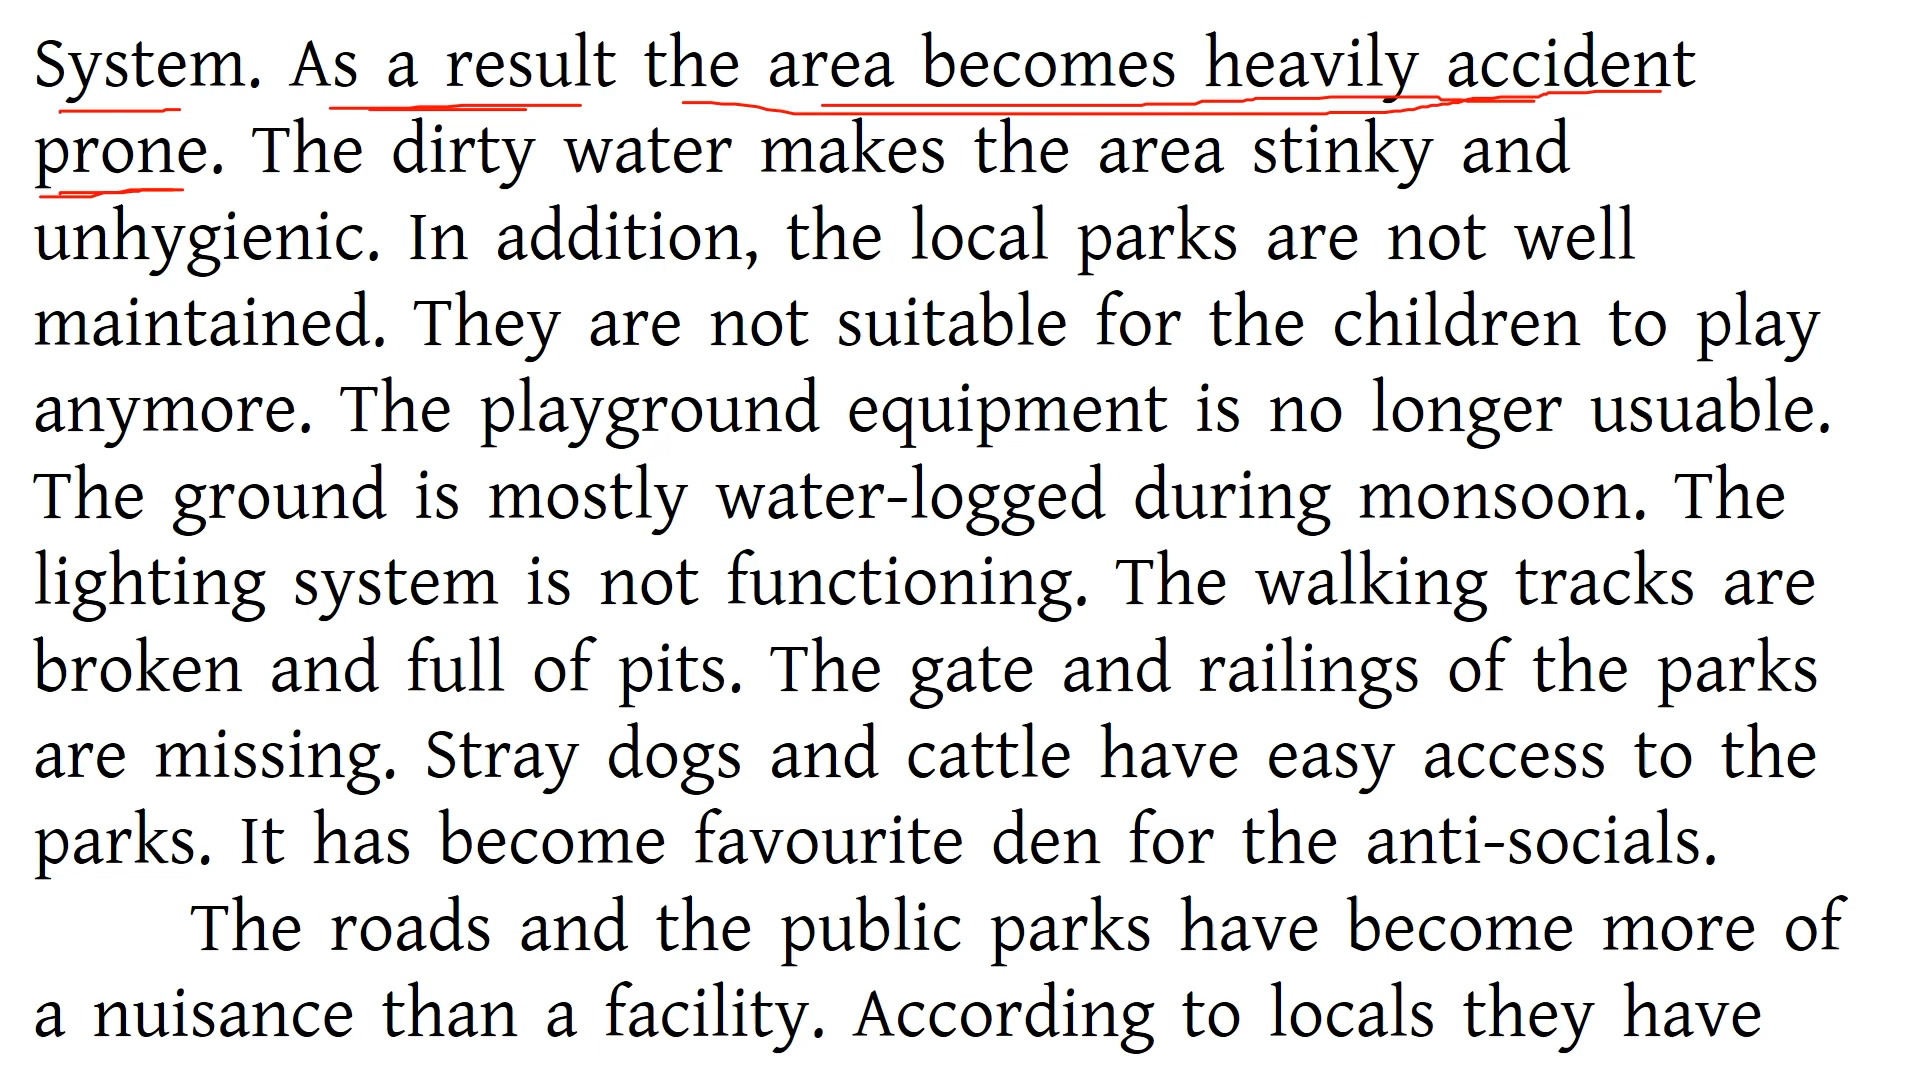 System. As a result the area becomes heavily accident
prone. The dirty water makes the area stinky and
unhygienic. In addition, the local parks are not well
maintained. They are not suitable for the children to play
anymore. The playground equipment is no longer usuable.
The ground is mostly water-logged during monsoon. The
lighting system is not functioning. The walking tracks are
broken and full of pits. The gate and railings of the parks
are missing. Stray dogs and cattle have easy access to the
parks. It has become favourite den for the anti-socials.
The roads and the public parks have become more of
a nuisance than a facility. According to locals they have